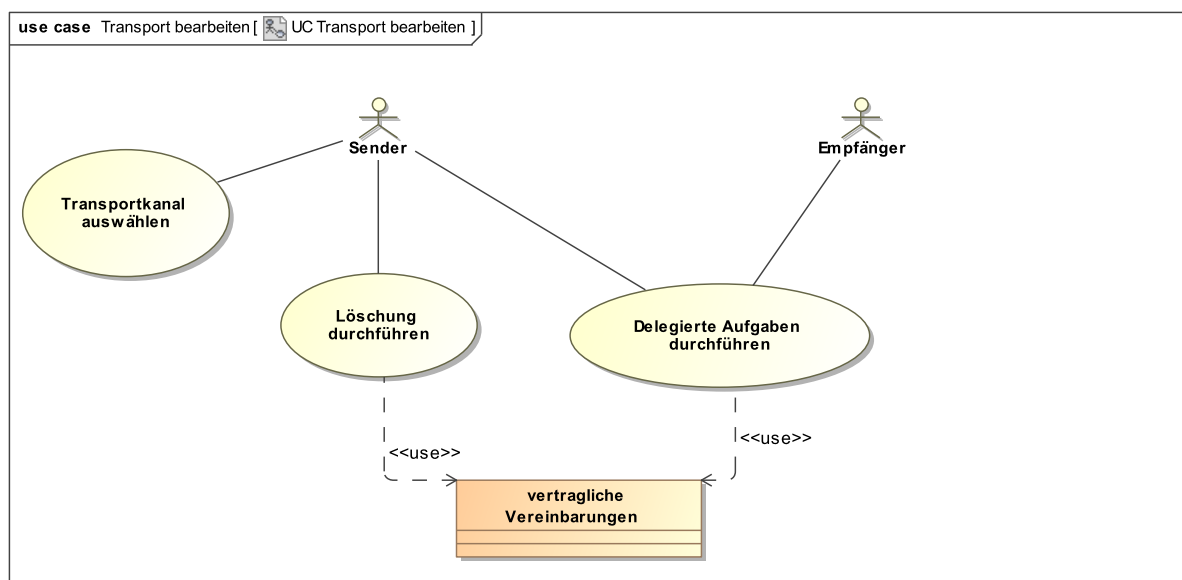 use case Transport bearbeiten [ UC Transport bearbeiten ]
Sender
Empfänger
Transportkanal
auswählen
Löschung
durchführen
Delegierte Aufgaben
durchführen
<<use>>
<<use>>
vertragliche
Vereinbarungen